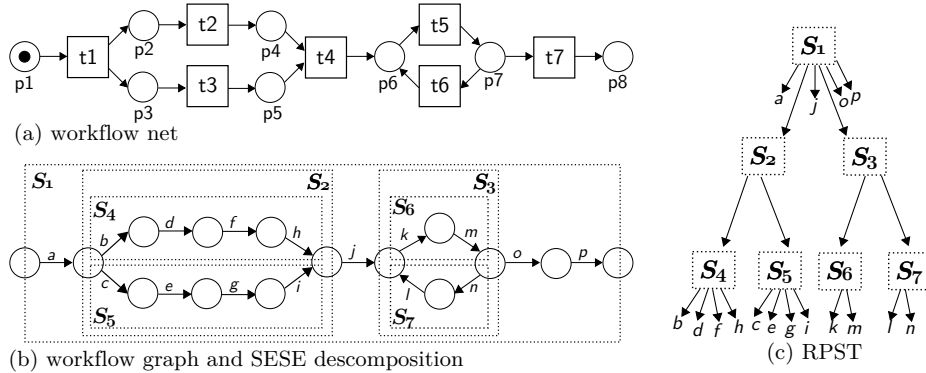 t2
t5
p2
p4
t1
t4
t7
p1
p6
p7
p8
t3
t6
p3
p5
(a) workflow net
S₁
S₂
S₃
S₄
S₆
d
f
b
h
k
m
a
j
o
p
c
i
l
n
e
g
S₅
S₇
(b) workflow graph and SESE descomposition
S₁
a
j
o
p
S₂
S₃
S₄
S₅
S₆
S₇
b
d
f
h
c
e
g
i
k
m
l
n
(c) RPST